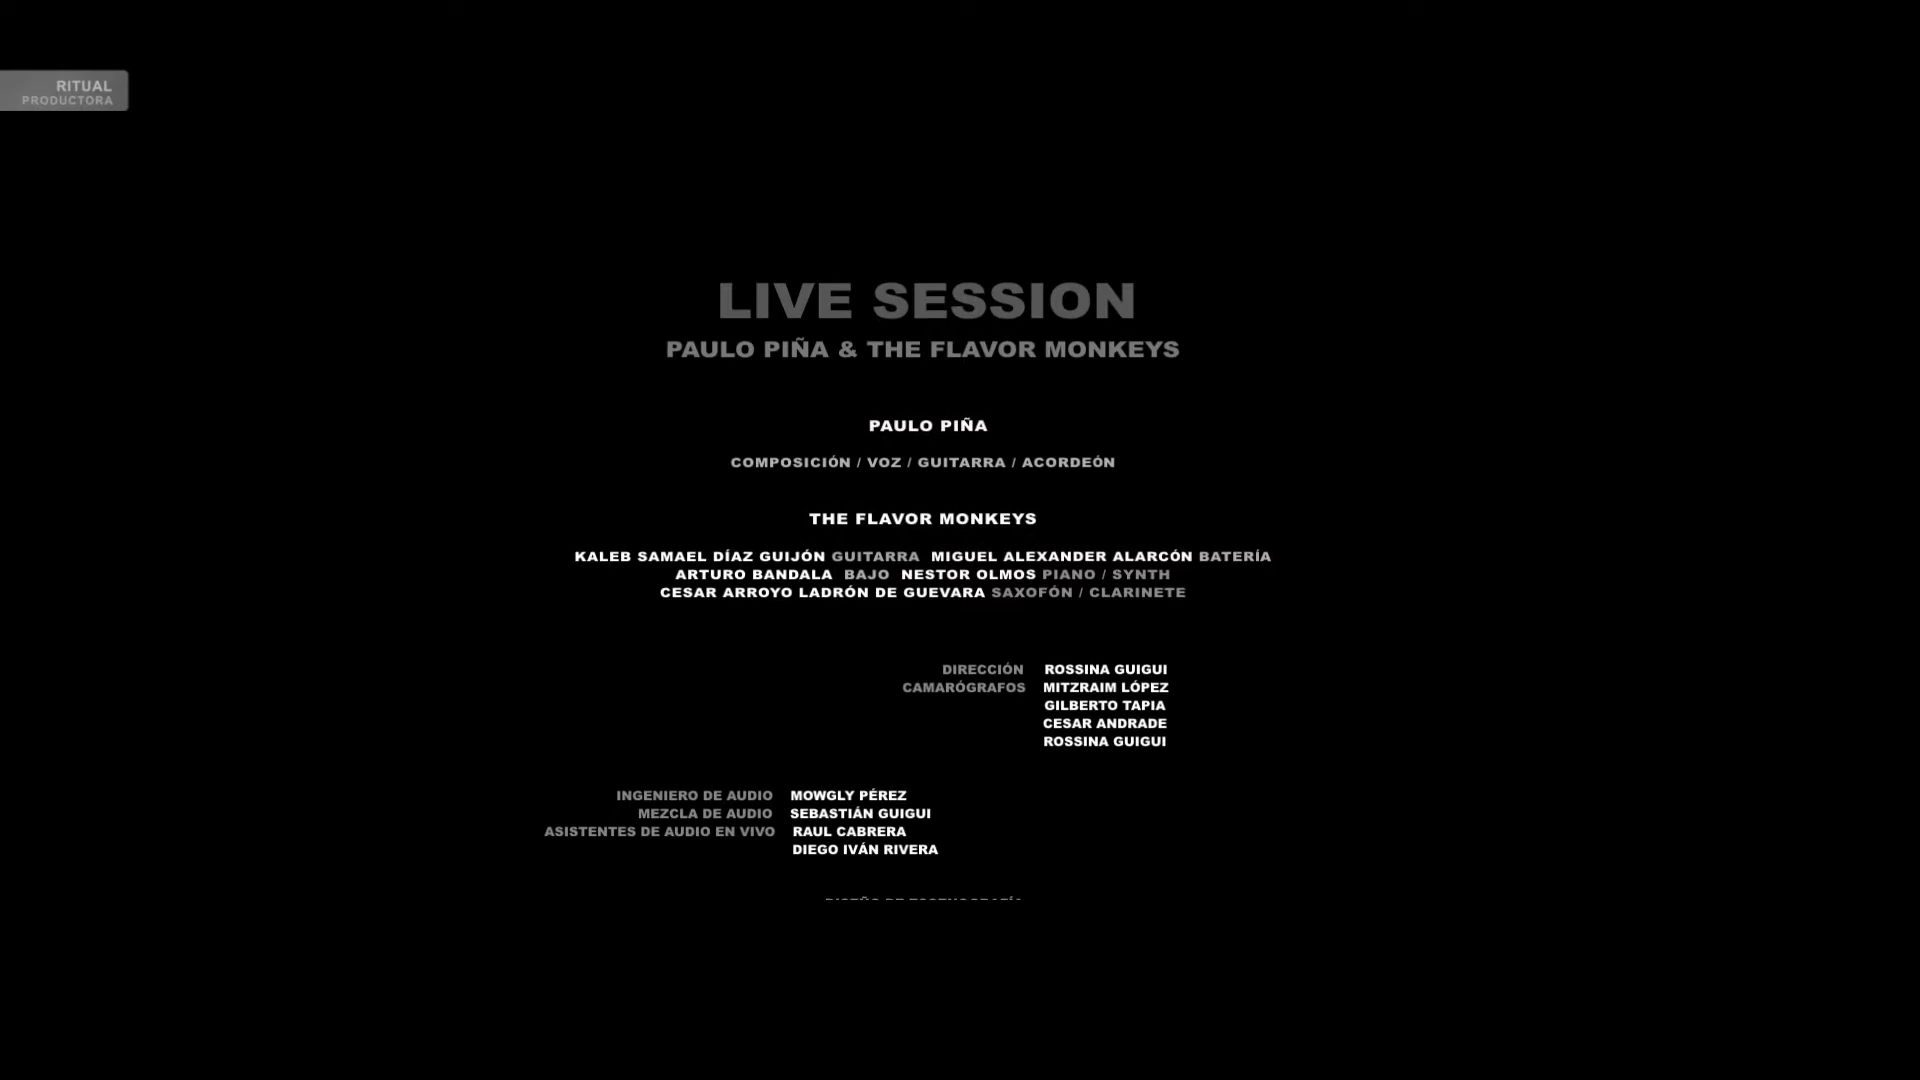 RITUAL
PRODUCTORA
LIVE SESSION
PAULO PIÑA & THE FLAVOR MONKEYS
PAULO PIÑA
COMPOSICIÓN / VOZ / GUITARRA / ACORDEÓN
THE FLAVOR MONKEYS
KALEB SAMAEL DÍAZ GUIJÓN GUITARRA MIGUEL ALEXANDER ALARCÓN BATERÍA
ARTURO BANDALA BAJO NESTOR OLMOS PIANO / SYNTH
CESAR ARROYO LADRÓN DE GUEVARA SAXOFÓN / CLARINETE
DIRECCIÓN ROSSINA GUIGUI
CAMARÓGRAFOS MITZRAIM LÓPEZ
GILBERTO TAPIA
CESAR ANDRADE
ROSSINA GUIGUI
INGENIERO DE AUDIO MOWGLY PÉREZ
MEZCLA DE AUDIO SEBASTIÁN GUIGUI
ASISTENTES DE AUDIO EN VIVO RAUL CABRERA
DIEGO IVÁN RIVERA